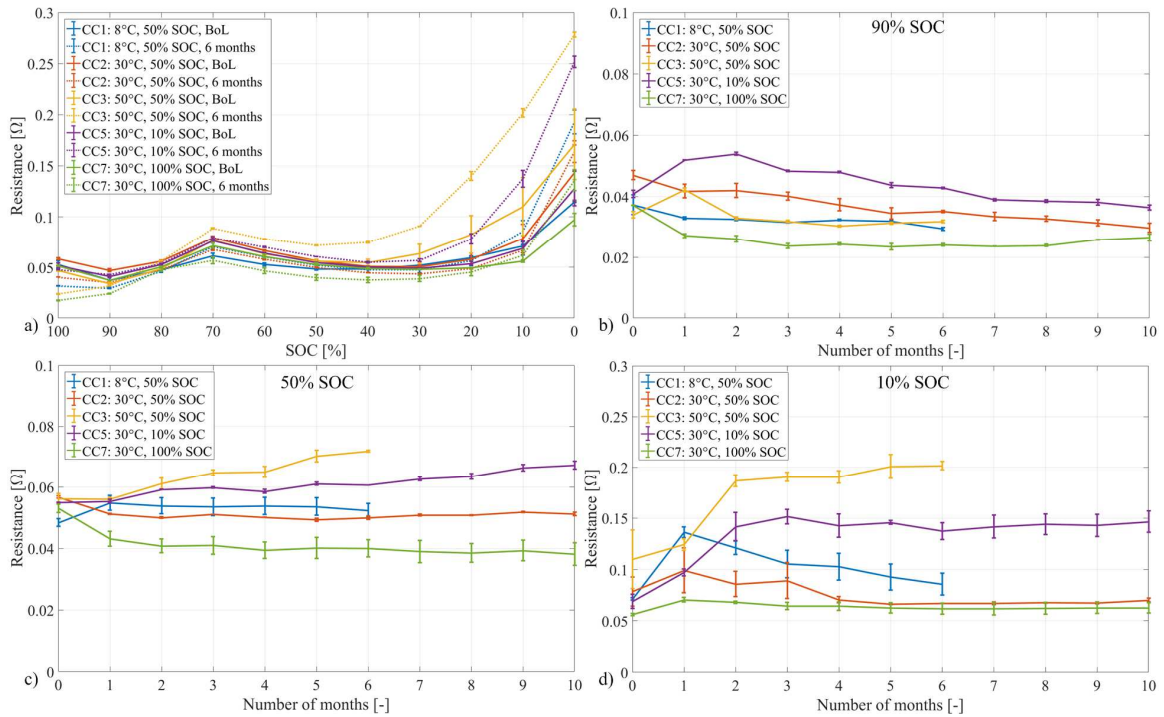 0.3
0.25
0.2
0.15
0.1
0.05
0
Resistance [Ω]
CC1: 8°C, 50% SOC, BoL
CC1: 8°C, 50% SOC, 6 months
CC2: 30°C, 50% SOC, BoL
CC2: 30°C, 50% SOC, 6 months
CC3: 50°C, 50% SOC, BoL
CC3: 50°C, 50% SOC, 6 months
CC5: 30°C, 10% SOC, BoL
CC5: 30°C, 10% SOC, 6 months
CC7: 30°C, 100% SOC, BoL
CC7: 30°C, 100% SOC, 6 months
100 90 80 70 60 50 40 30 20 10 0
a) SOC [%]
90% SOC
0.1
0.08
0.06
0.04
0.02
0
Resistance [Ω]
CC1: 8°C, 50% SOC
CC2: 30°C, 50% SOC
CC3: 50°C, 50% SOC
CC5: 30°C, 10% SOC
CC7: 30°C, 100% SOC
0 1 2 3 4 5 6 7 8 9 10
b) Number of months [-]
50% SOC
0.1
0.08
0.06
0.04
0.02
0
Resistance [Ω]
CC1: 8°C, 50% SOC
CC2: 30°C, 50% SOC
CC3: 50°C, 50% SOC
CC5: 30°C, 10% SOC
CC7: 30°C, 100% SOC
0 1 2 3 4 5 6 7 8 9 10
c) Number of months [-]
10% SOC
0.3
0.25
0.2
0.15
0.1
0.05
0
Resistance [Ω]
CC1: 8°C, 50% SOC
CC2: 30°C, 50% SOC
CC3: 50°C, 50% SOC
CC5: 30°C, 10% SOC
CC7: 30°C, 100% SOC
0 1 2 3 4 5 6 7 8 9 10
d) Number of months [-]